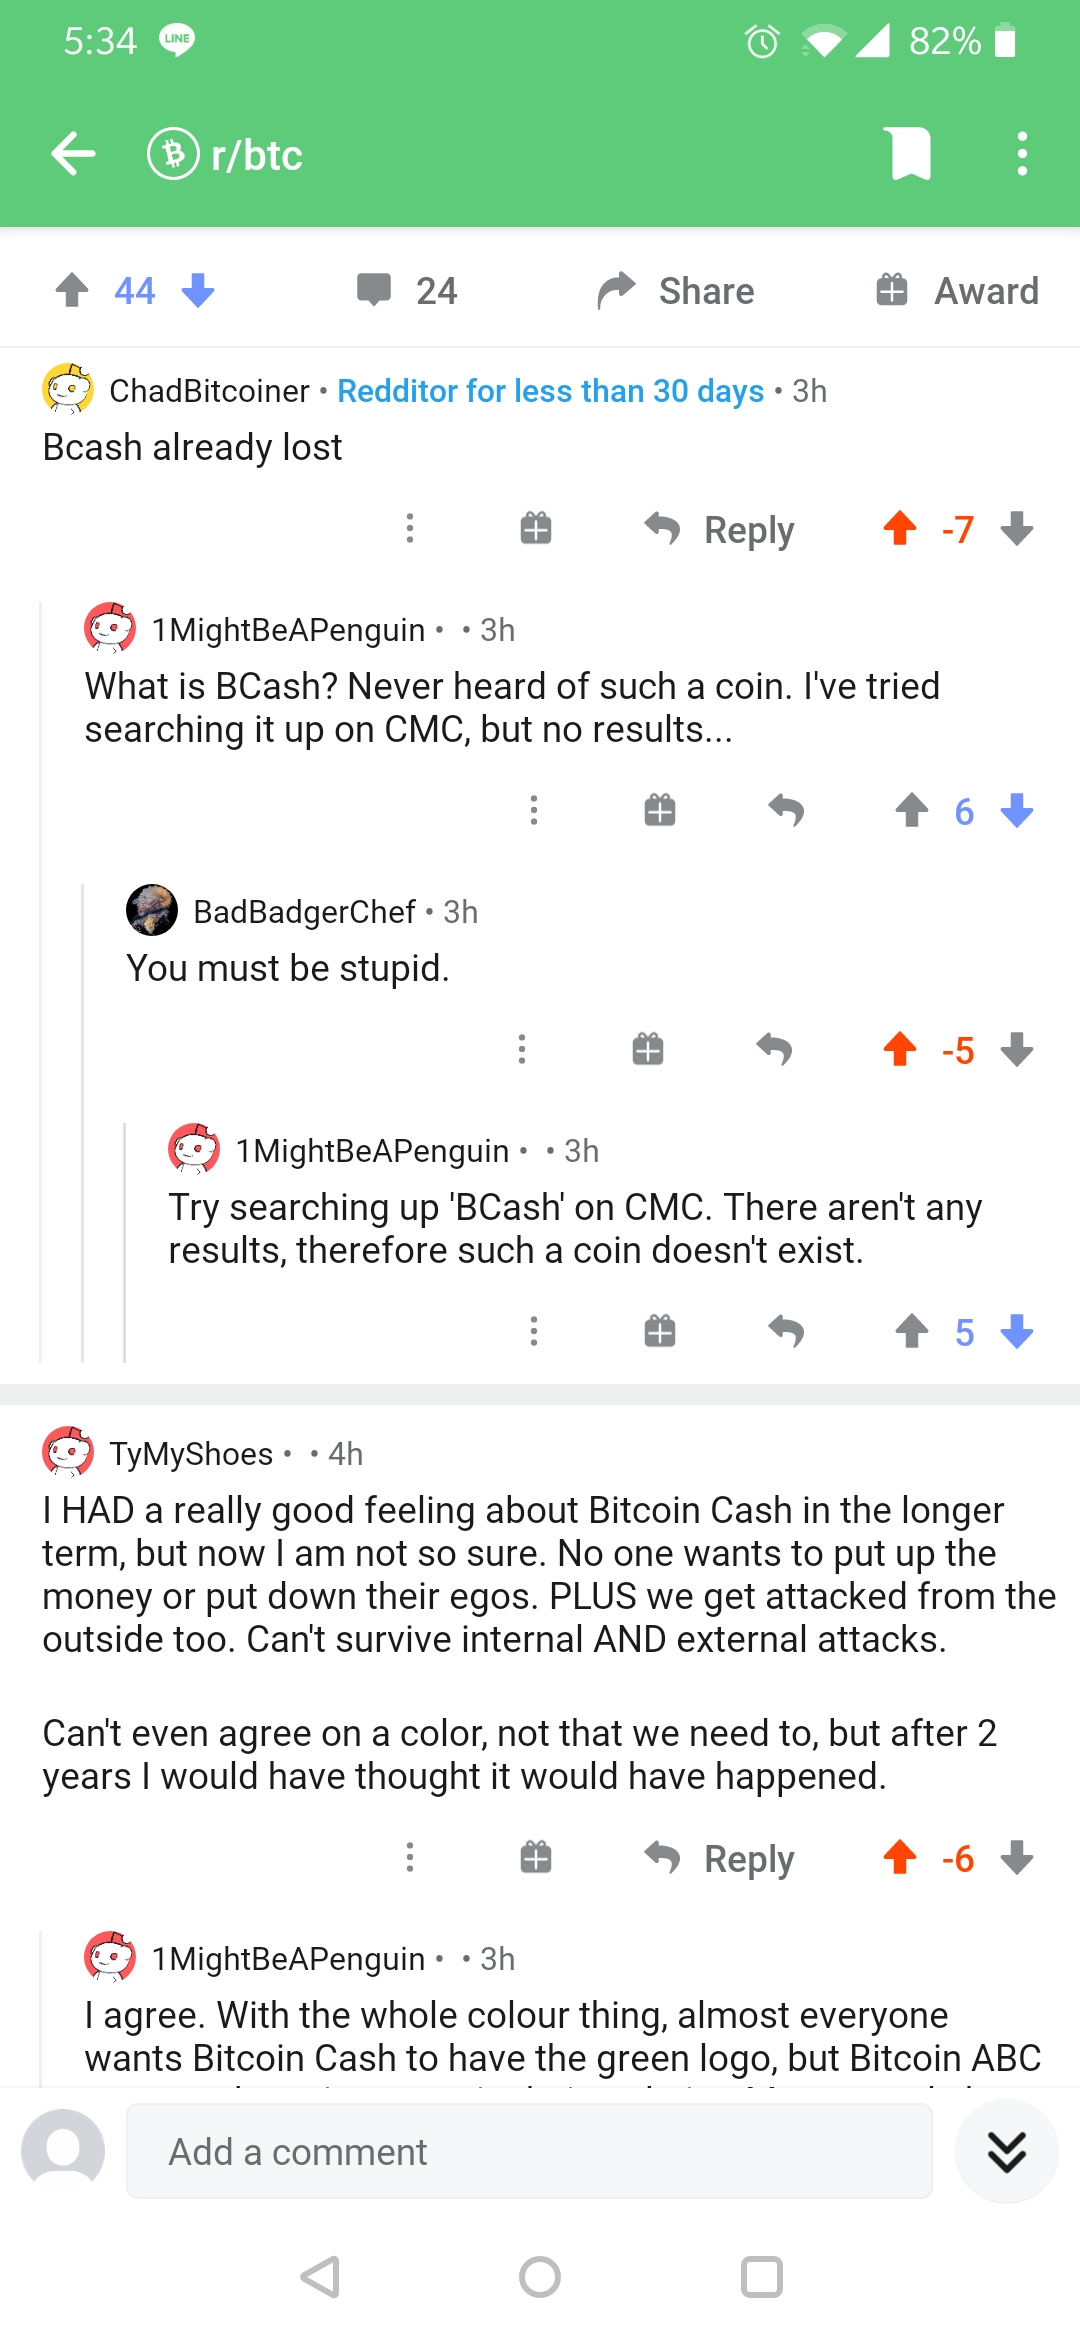 5:34 LINE 82%
r/btc
44 24 Share Award
ChadBitcoiner • Redditor for less than 30 days • 3h
Bcash already lost
Reply -7
1MightBeAPenguin • • 3h
What is BCash? Never heard of such a coin. I've tried
searching it up on CMC, but no results...
6
BadBadgerChef • 3h
You must be stupid.
-5
1MightBeAPenguin • • 3h
Try searching up 'BCash' on CMC. There aren't any
results, therefore such a coin doesn't exist.
5
TyMyShoes • • 4h
I HAD a really good feeling about Bitcoin Cash in the longer
term, but now I am not so sure. No one wants to put up the
money or put down their egos. PLUS we get attacked from the
outside too. Can't survive internal AND external attacks.
Can't even agree on a color, not that we need to, but after 2
years I would have thought it would have happened.
Reply -6
1MightBeAPenguin • • 3h
I agree. With the whole colour thing, almost everyone
wants Bitcoin Cash to have the green logo, but Bitcoin ABC
Add a comment